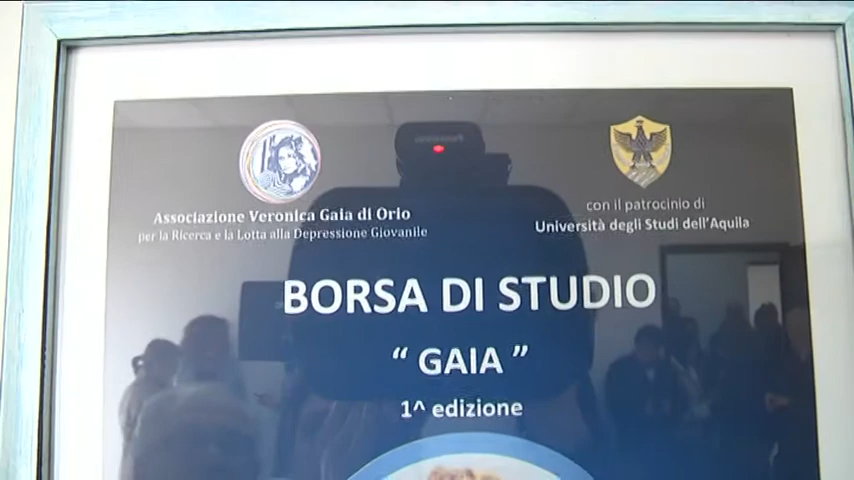 Associazione Veronica Gaia di Orio
per la Ricerca e la Lotta alla Depressione Giovanile
con il patrocinio di
Università degli Studi dell'Aquila
BORSA DI STUDIO
“ GAIA ”
1^ edizione